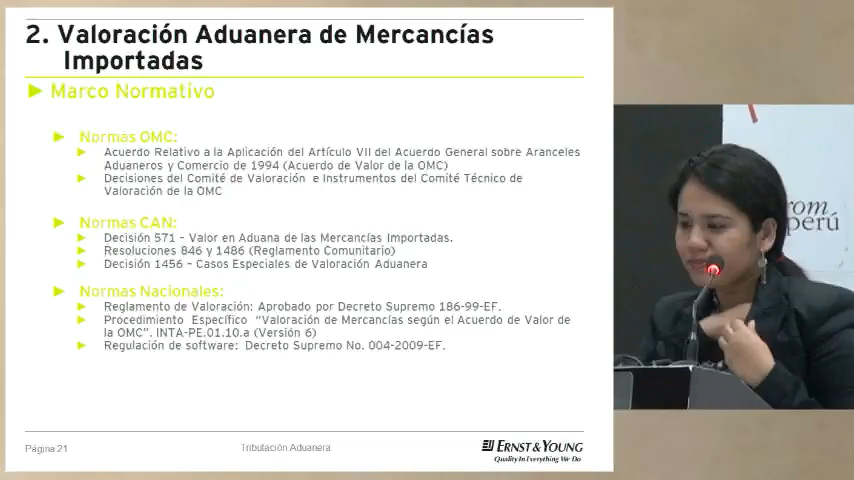 2. Valoración Aduanera de Mercancías
Importadas
Marco Normativo
Normas OMC:
Acuerdo Relativo a la Aplicación del Artículo VII del Acuerdo General sobre Aranceles
Aduaneros y Comercio de 1994 (Acuerdo de Valor de la OMC)
Decisiones del Comité de Valoración e Instrumentos del Comité Técnico de
Valoración de la OMC
Normas CAN:
Decisión 571 – Valor en Aduana de las Mercancías Importadas.
Resoluciones 846 y 1486 (Reglamento Comunitario)
Decisión 1456 – Casos Especiales de Valoración Aduanera
Normas Nacionales:
Reglamento de Valoración: Aprobado por Decreto Supremo 186-99-EF.
Procedimiento Específico “Valoración de Mercancías según el Acuerdo de Valor de
la OMC”. INTA-PE.01.10.a (Versión 6)
Regulación de software: Decreto Supremo No. 004-2009-EF.
Página 21
Tributación Aduanera
ERNST & YOUNG
Quality In Everything We Do
rom
perú